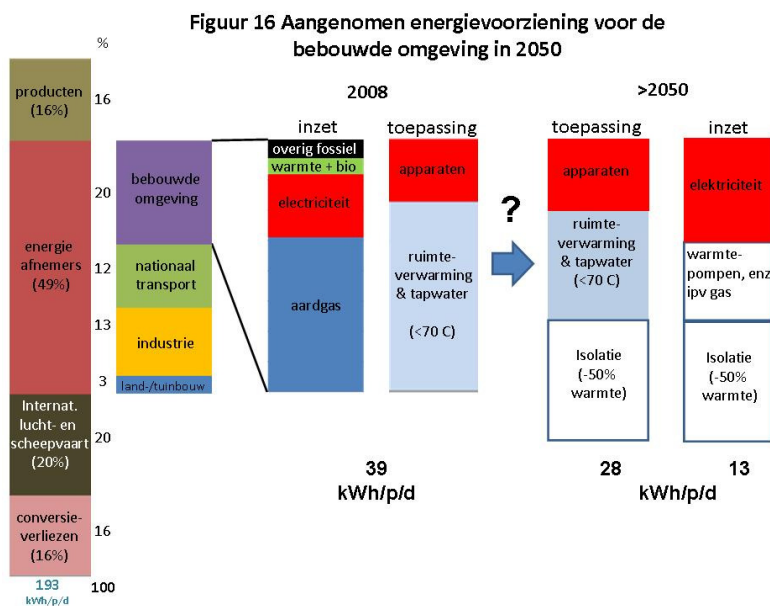 Figuur 16 Aangenomen energievoorziening voor de
bebouwde omgeving in 2050
%
producten
(16%)
16
energie
afnemers
(49%)
20
12
13
3
Internat.
lucht- en
scheepvaart
(20%)
20
conversie-
verliezen
(16%)
16
193
kWh/p/d
100
bebouwde
omgeving
nationaal
transport
industrie
land-/tuinbouw
2008
inzet
overig fossiel
warmte + bio
electriciteit
aardgas
toepassing
apparaten
ruimte-
verwarming
& tapwater
(<70 C)
39
kWh/p/d
?
>2050
toepassing
apparaten
ruimte-
verwarming
& tapwater
(<70 C)
Isolatie
(-50%
warmte)
28
inzet
elektriciteit
warmte-
pompen, enz
ipv gas
Isolatie
(-50%
warmte)
13
kWh/p/d